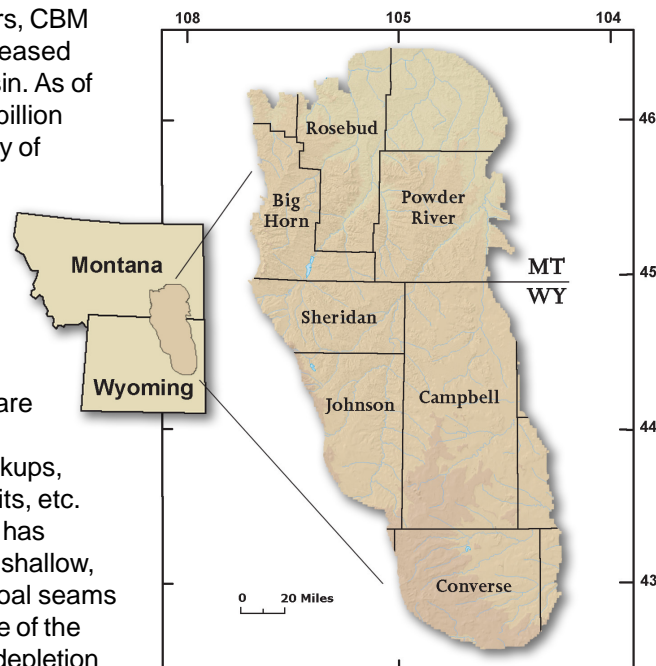 rs, CBM
eased
sin. As of
billion
y of
are
kups,
its, etc.
has
shallow,
oal seams
e of the
depletion
108
105
104
46
45
44
43
Rosebud
Big
Horn
Powder
River
MT
WY
Sheridan
Johnson
Campbell
Converse
Montana
Wyoming
0 20 Miles